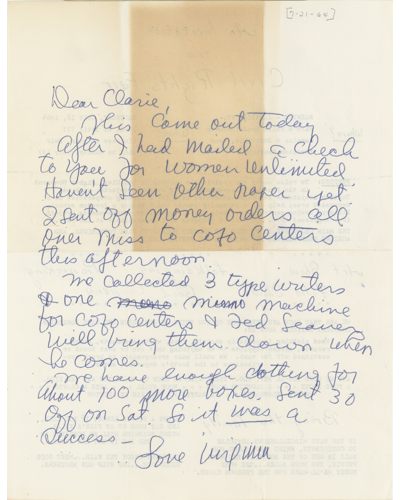 [7-21-64]
Dear Clarie,
This come out today
after I had mailed a check
to you for Women Unlimited
Haven't seen other paper yet
I sent off money orders all
over Miss to cofo centers
this afternoon
We collected 3 type writers
& one mimo machine
for cofo centers & Ted Seaver
will bring them down when
he comes.
We have enough clothing for
about 100 more boxes. Sent 30
off on Sat. So it was a
success—
Love Virginia